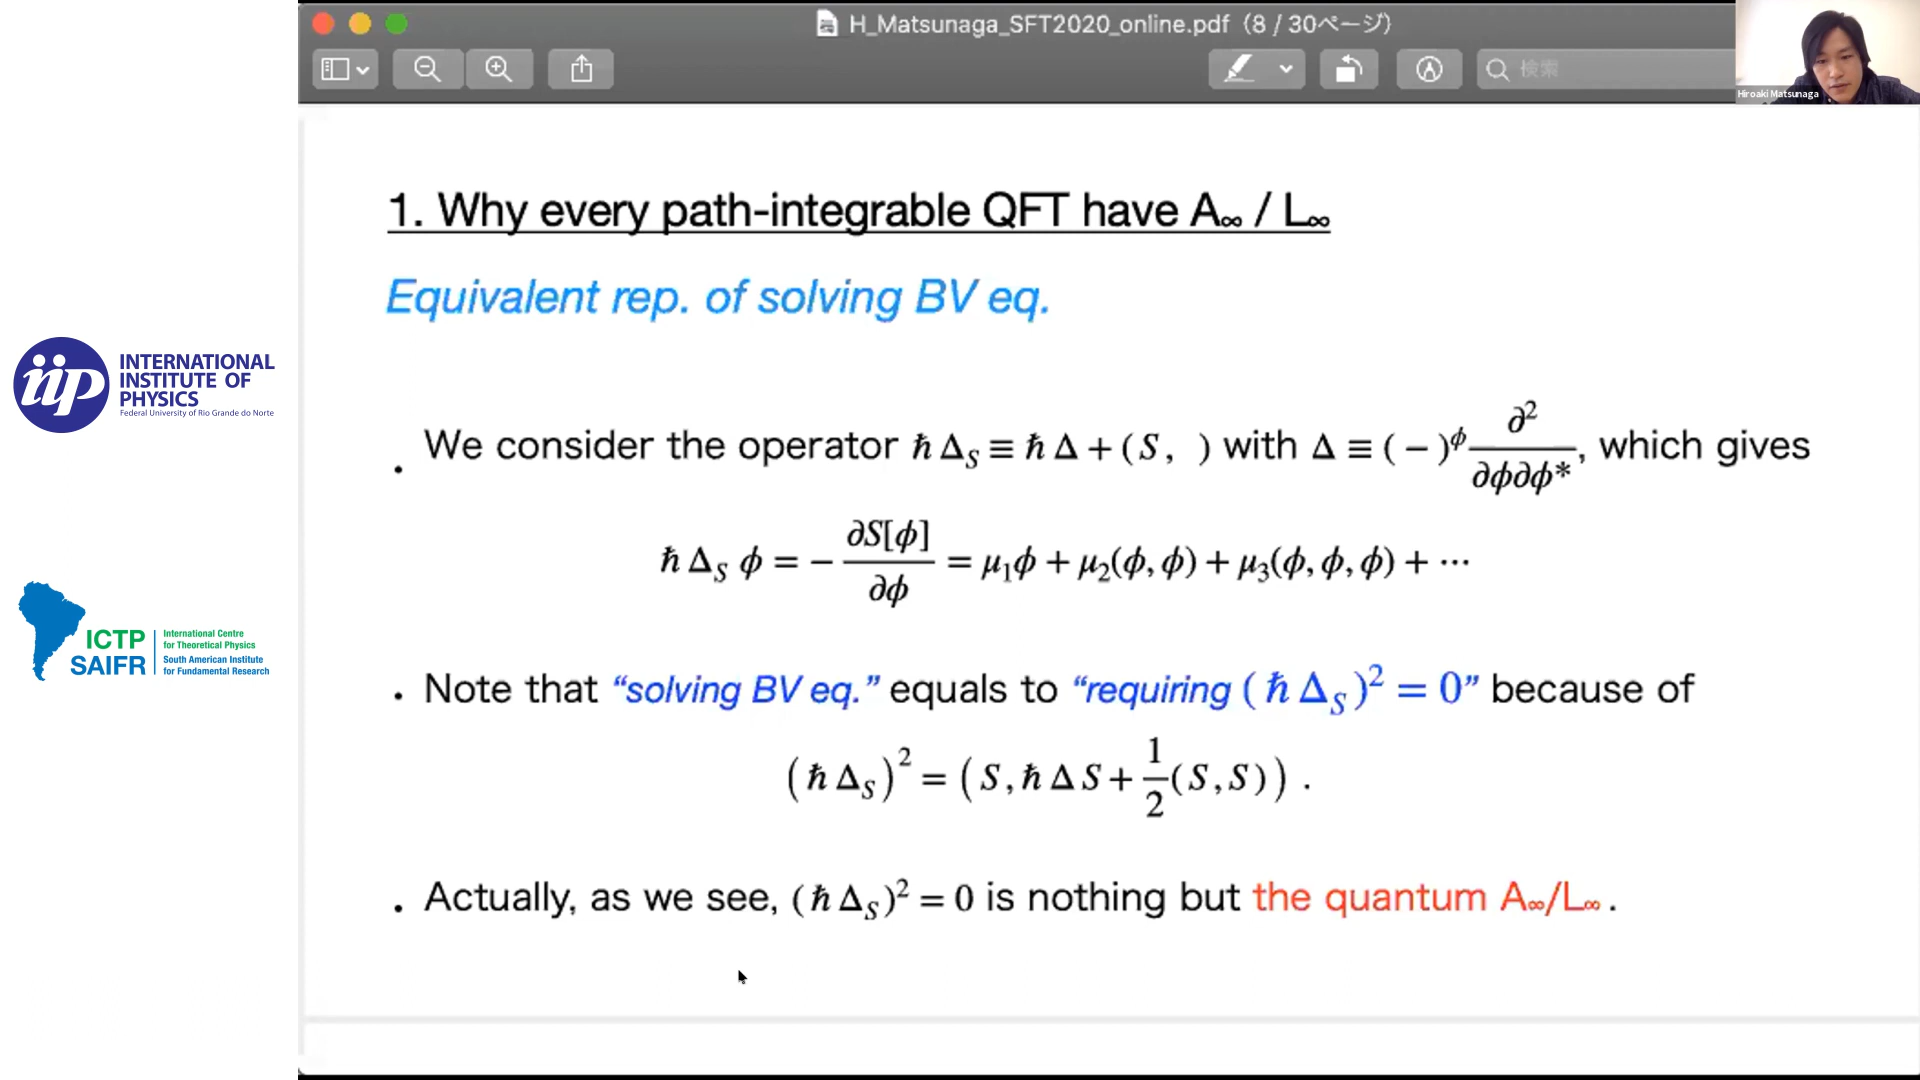 H_Matsunaga_SFT2020_online.pdf（8 / 30ページ）
検索
Hiroaki Matsunaga
1. Why every path-integrable QFT have A∞ / L∞
Equivalent rep. of solving BV eq.
iip
INTERNATIONAL
INSTITUTE OF
PHYSICS
Federal University of Rio Grande do Norte
· We consider the operator ℏ Δ_S ≡ ℏ Δ + (S, ) with Δ ≡ (−)^ϕ ∂²/∂ϕ∂ϕ*, which gives
ℏ Δ_S ϕ = − ∂S[ϕ]/∂ϕ = μ₁ϕ + μ₂(ϕ, ϕ) + μ₃(ϕ, ϕ, ϕ) + ⋯
ICTP
SAIFR
International Centre
for Theoretical Physics
South American Institute
for Fundamental Research
· Note that “solving BV eq.” equals to “requiring (ℏ Δ_S)² = 0” because of
(ℏ Δ_S)² = (S, ℏ Δ S + 1/2 (S, S)) .
· Actually, as we see, (ℏ Δ_S)² = 0 is nothing but the quantum A∞/L∞ .